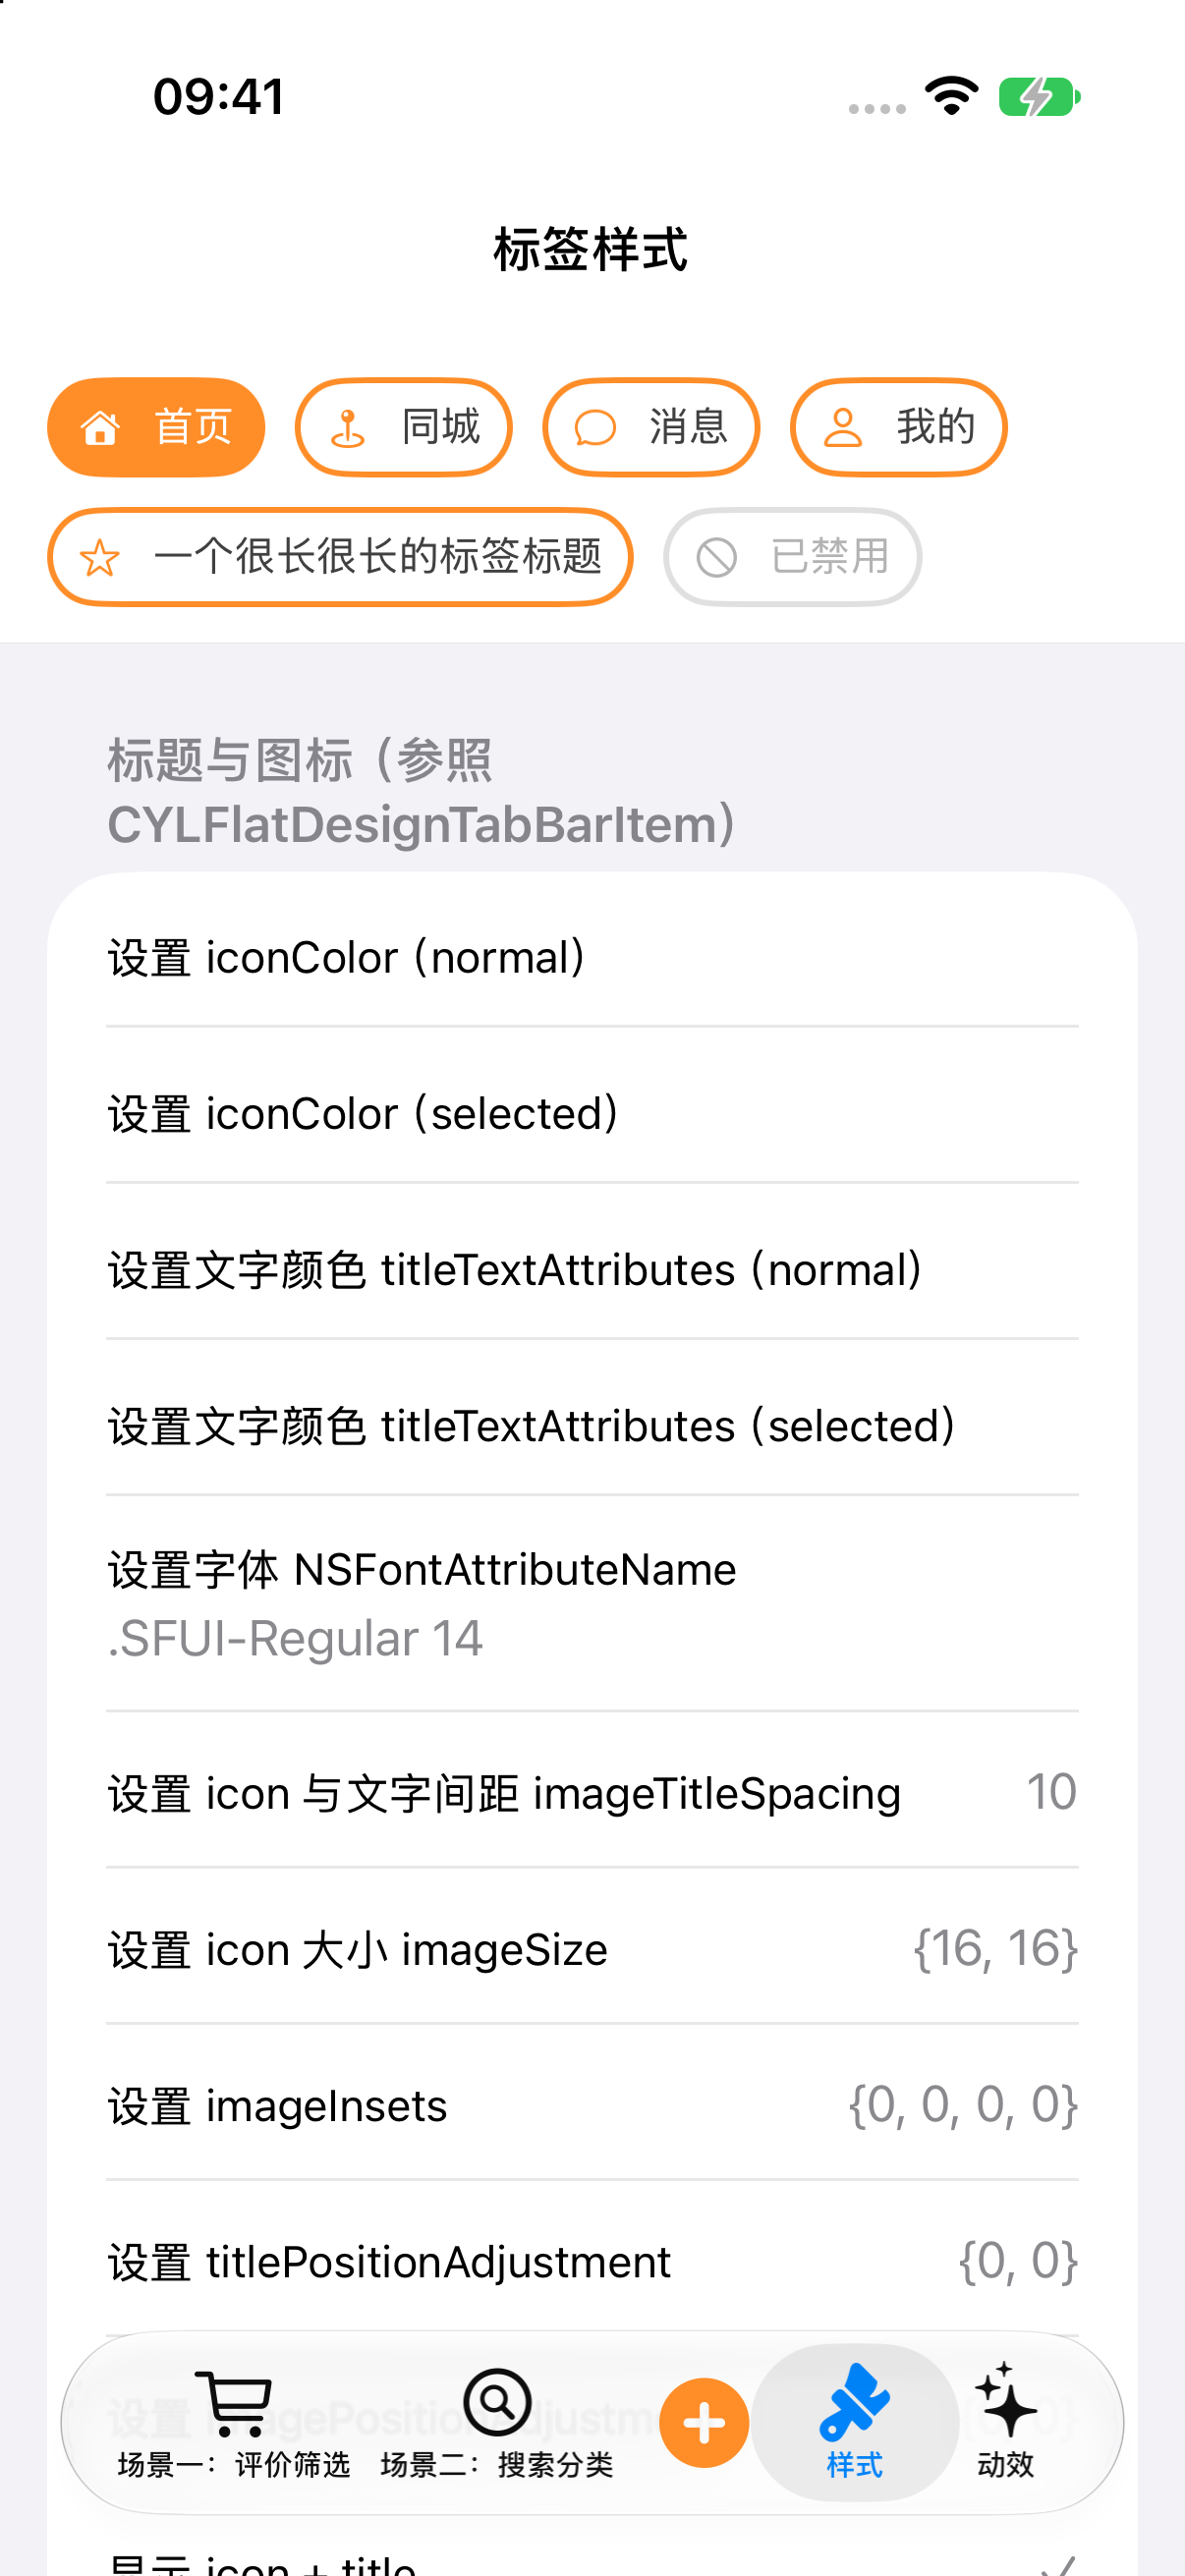 09:41
标签样式
首页
同城
消息
我的
一个很长很长的标签标题
已禁用
标题与图标（参照
CYLFlatDesignTabBarItem）
设置 iconColor（normal）
设置 iconColor（selected）
设置文字颜色 titleTextAttributes（normal）
设置文字颜色 titleTextAttributes（selected）
设置字体 NSFontAttributeName
.SFUI-Regular 14
设置 icon 与文字间距 imageTitleSpacing 10
设置 icon 大小 imageSize {16, 16}
设置 imageInsets {0, 0, 0, 0}
设置 titlePositionAdjustment {0, 0}
场景一：评价筛选
场景二：搜索分类
样式
动效
显示 icon + title